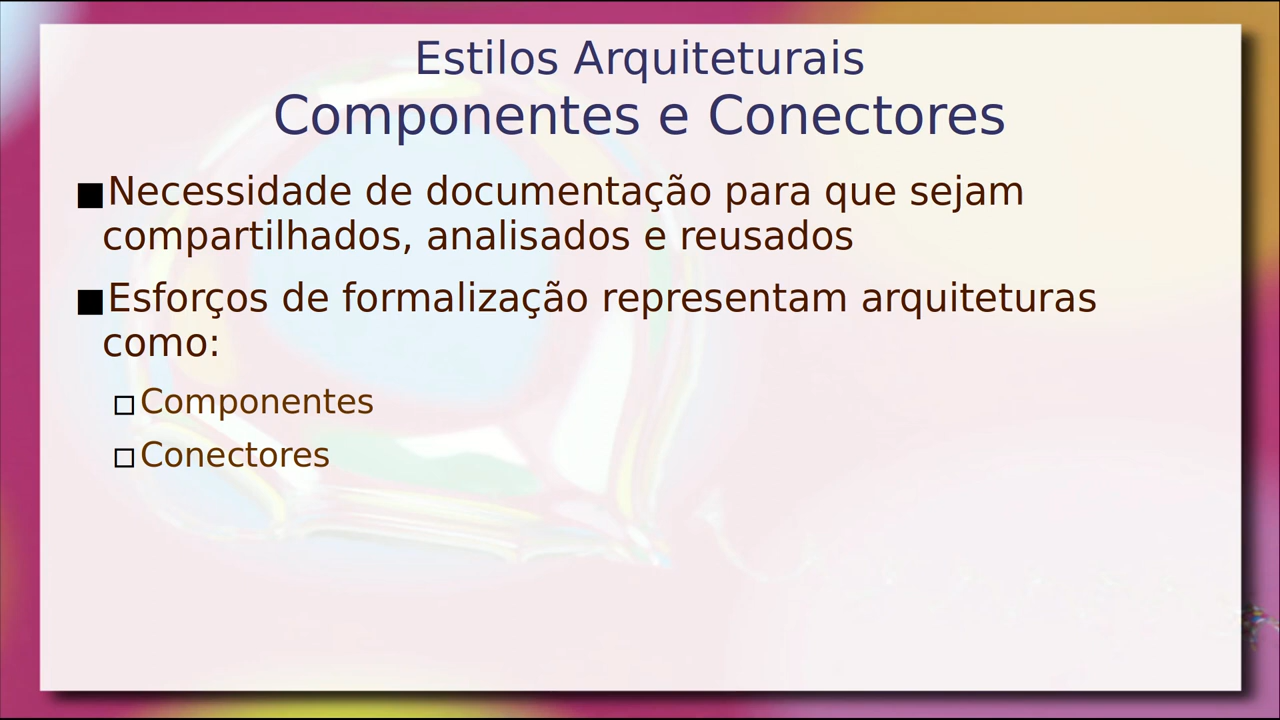 Estilos Arquiteturais
Componentes e Conectores
■Necessidade de documentação para que sejam
compartilhados, analisados e reusados
■Esforços de formalização representam arquiteturas
como:
□Componentes
□Conectores